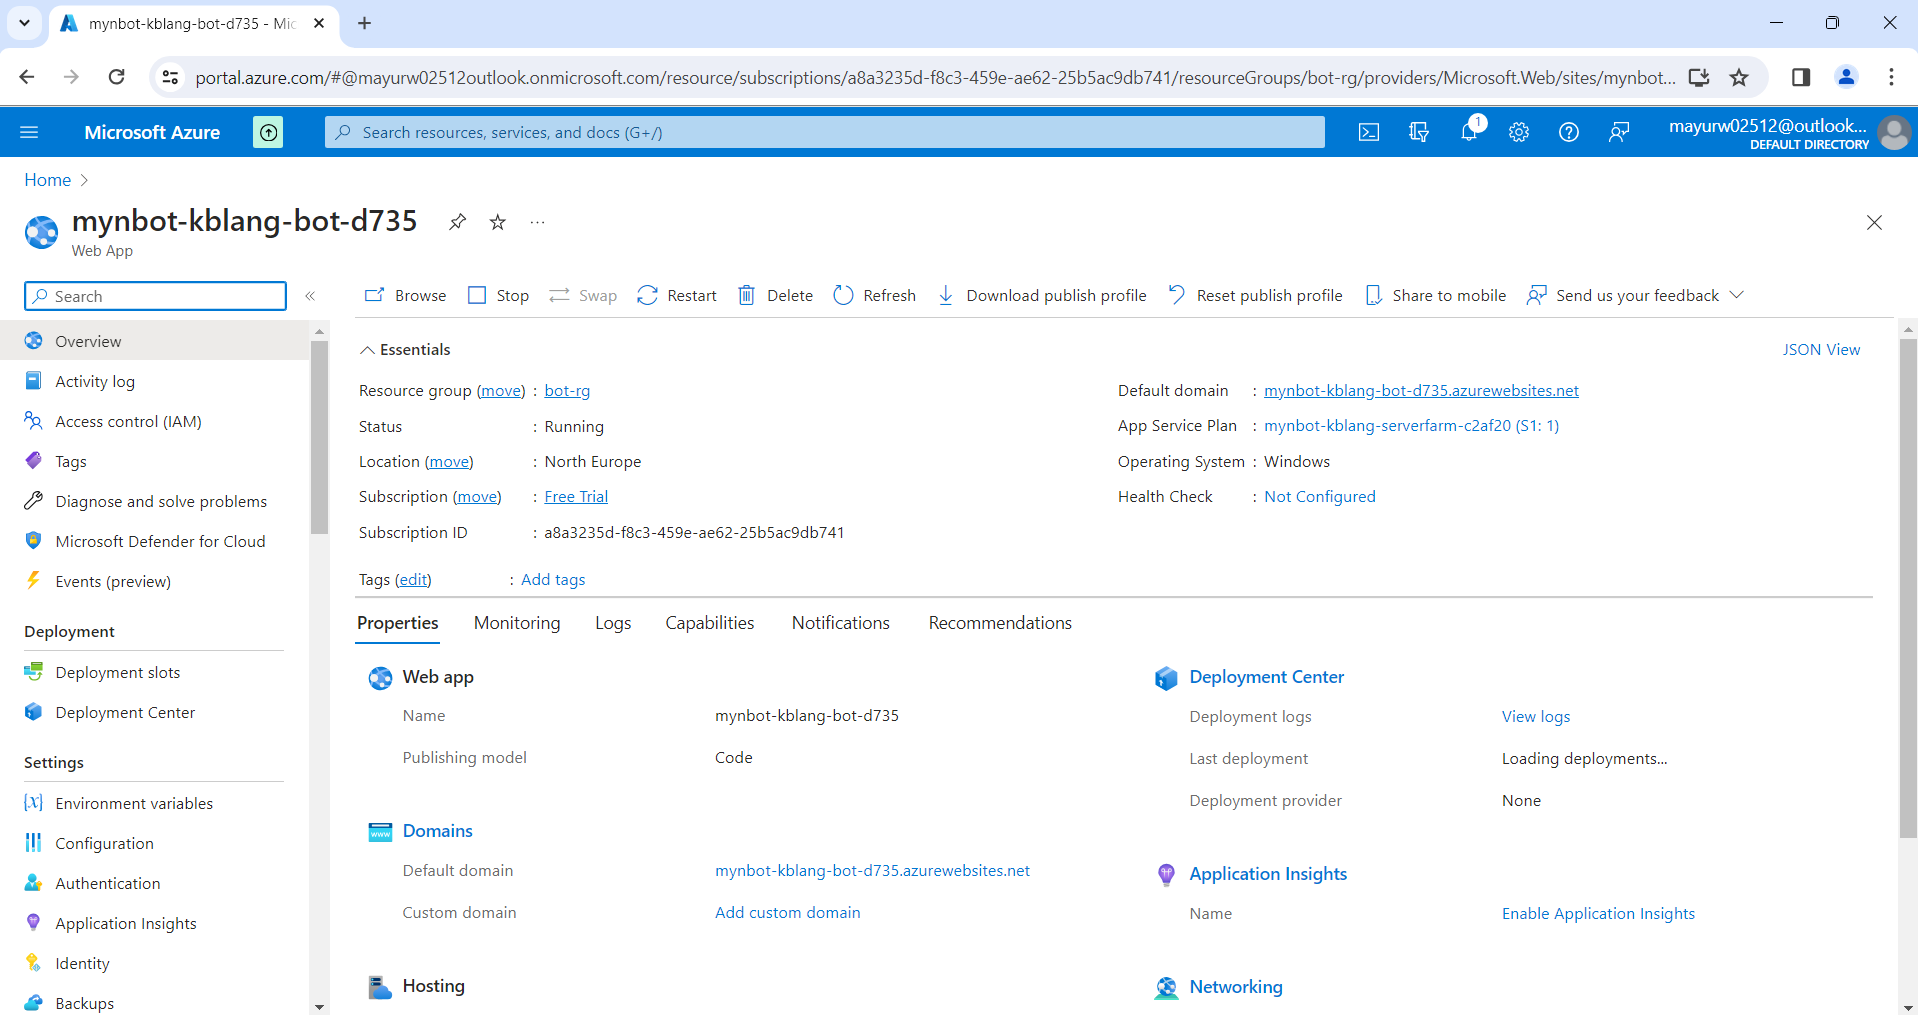 mynbot-kblang-bot-d735 - Mic
portal.azure.com/#@mayurw02512outlook.onmicrosoft.com/resource/subscriptions/a8a3235d-f8c3-459e-ae62-25b5ac9db741/resourceGroups/bot-rg/providers/Microsoft.Web/sites/mynbot...
Microsoft Azure
Search resources, services, and docs (G+/)
1
mayurw02512@outlook...
DEFAULT DIRECTORY
Home
mynbot-kblang-bot-d735
Web App
Search
Browse Stop Swap Restart Delete Refresh Download publish profile Reset publish profile Share to mobile Send us your feedback
Overview
Activity log
Access control (IAM)
Tags
Diagnose and solve problems
Microsoft Defender for Cloud
Events (preview)
Deployment
Deployment slots
Deployment Center
Settings
Environment variables
Configuration
Authentication
Application Insights
Identity
Backups
Essentials
JSON View
Resource group (move) : bot-rg
Status : Running
Location (move) : North Europe
Subscription (move) : Free Trial
Subscription ID : a8a3235d-f8c3-459e-ae62-25b5ac9db741
Default domain : mynbot-kblang-bot-d735.azurewebsites.net
App Service Plan : mynbot-kblang-serverfarm-c2af20 (S1: 1)
Operating System : Windows
Health Check : Not Configured
Tags (edit) : Add tags
Properties Monitoring Logs Capabilities Notifications Recommendations
Web app
Name mynbot-kblang-bot-d735
Publishing model Code
Domains
Default domain mynbot-kblang-bot-d735.azurewebsites.net
Custom domain Add custom domain
Hosting
Deployment Center
Deployment logs View logs
Last deployment Loading deployments...
Deployment provider None
Application Insights
Name Enable Application Insights
Networking